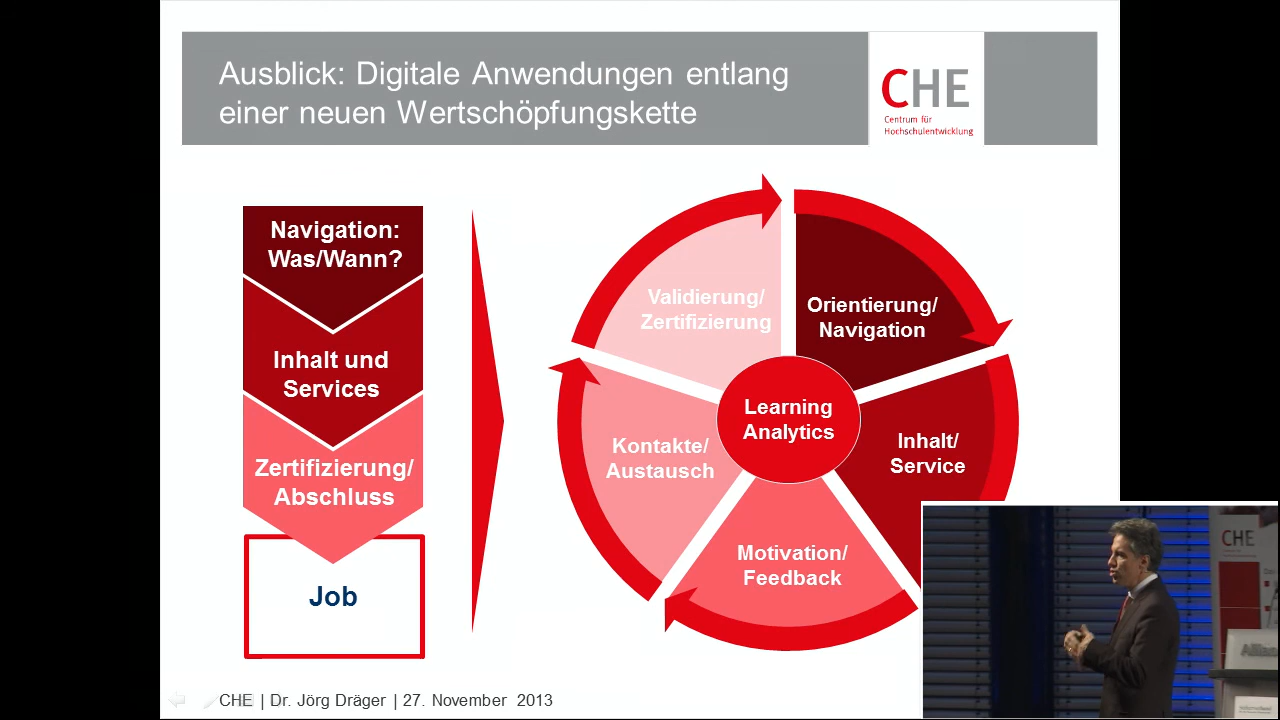 Ausblick: Digitale Anwendungen entlang
einer neuen Wertschöpfungskette
CHE
Centrum für
Hochschulentwicklung
Navigation:
Was/Wann?
Inhalt und
Services
Zertifizierung/
Abschluss
Job
Validierung/
Zertifizierung
Orientierung/
Navigation
Learning
Analytics
Kontakte/
Austausch
Inhalt/
Service
Motivation/
Feedback
CHE
CHE | Dr. Jörg Dräger | 27. November 2013